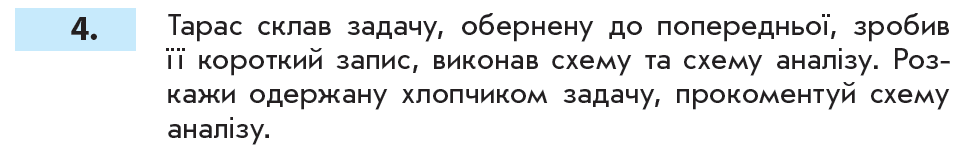 4. Тарас склав задачу, обернену до попередньої, зробив
її короткий запис, виконав схему та схему аналізу. Роз-
кажи одержану хлопчиком задачу, прокоментуй схему
аналізу.